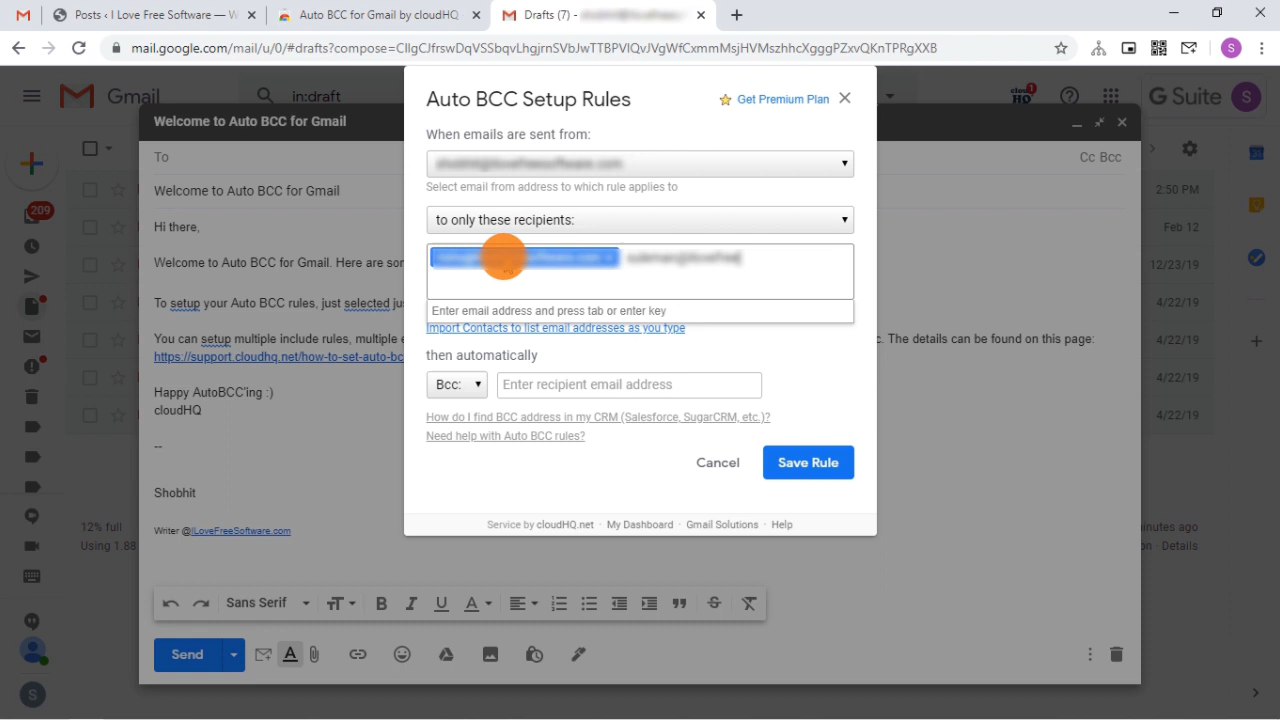 Posts ‹ I Love Free Software — W
Auto BCC for Gmail by cloudHQ
Drafts (7) -
mail.google.com/mail/u/0/#drafts?compose=CllgCJfrswDqVSSbqvLhgjrnSVbJwTTBPVlQvJVgWfCxmmMsjHVMszhhcXgggPZxvQKnTPRgXXB
S
Gmail
in:draft
cloud HQ
1
G Suite
S
Welcome to Auto BCC for Gmail
To
Cc Bcc
Welcome to Auto BCC for Gmail
Hi there,
Welcome to Auto BCC for Gmail. Here are son
To setup your Auto BCC rules, just selected jus
You can setup multiple include rules, multiple e
c. The details can be found on this page:
https://support.cloudhq.net/how-to-set-auto-bc
Happy AutoBCC'ing :)
cloudHQ
--
Shobhit
Writer @ILoveFreeSoftware.com
209
2:50 PM
Feb 12
12/23/19
4/22/19
4/22/19
4/22/19
4/22/19
12% full
Using 1.88
inutes ago
Details
Auto BCC Setup Rules
Get Premium Plan
When emails are sent from:
Select email from address to which rule applies to
to only these recipients:
Enter email address and press tab or enter key
Import Contacts to list email addresses as you type
then automatically
Bcc:
Enter recipient email address
How do I find BCC address in my CRM (Salesforce, SugarCRM, etc.)?
Need help with Auto BCC rules?
Cancel
Save Rule
Service by cloudHQ.net · My Dashboard · Gmail Solutions · Help
Sans Serif
Send
S